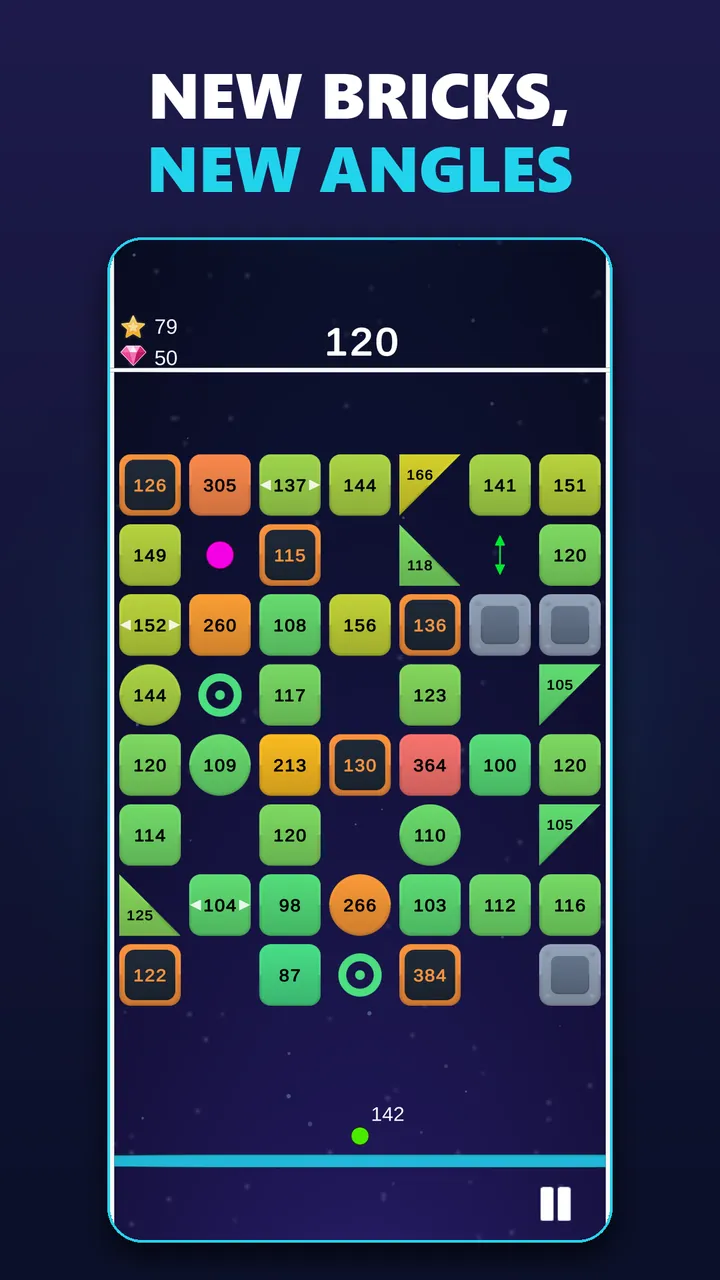 NEW BRICKS,
NEW ANGLES
79
120
50
126 305 137 144 166 141 151
149 115 118 120
152 260 108 156 136
144 117 123 105
120 109 213 130 364 100 120
114 120 110 105
125 104 98 266 103 112 116
122 87 384
142